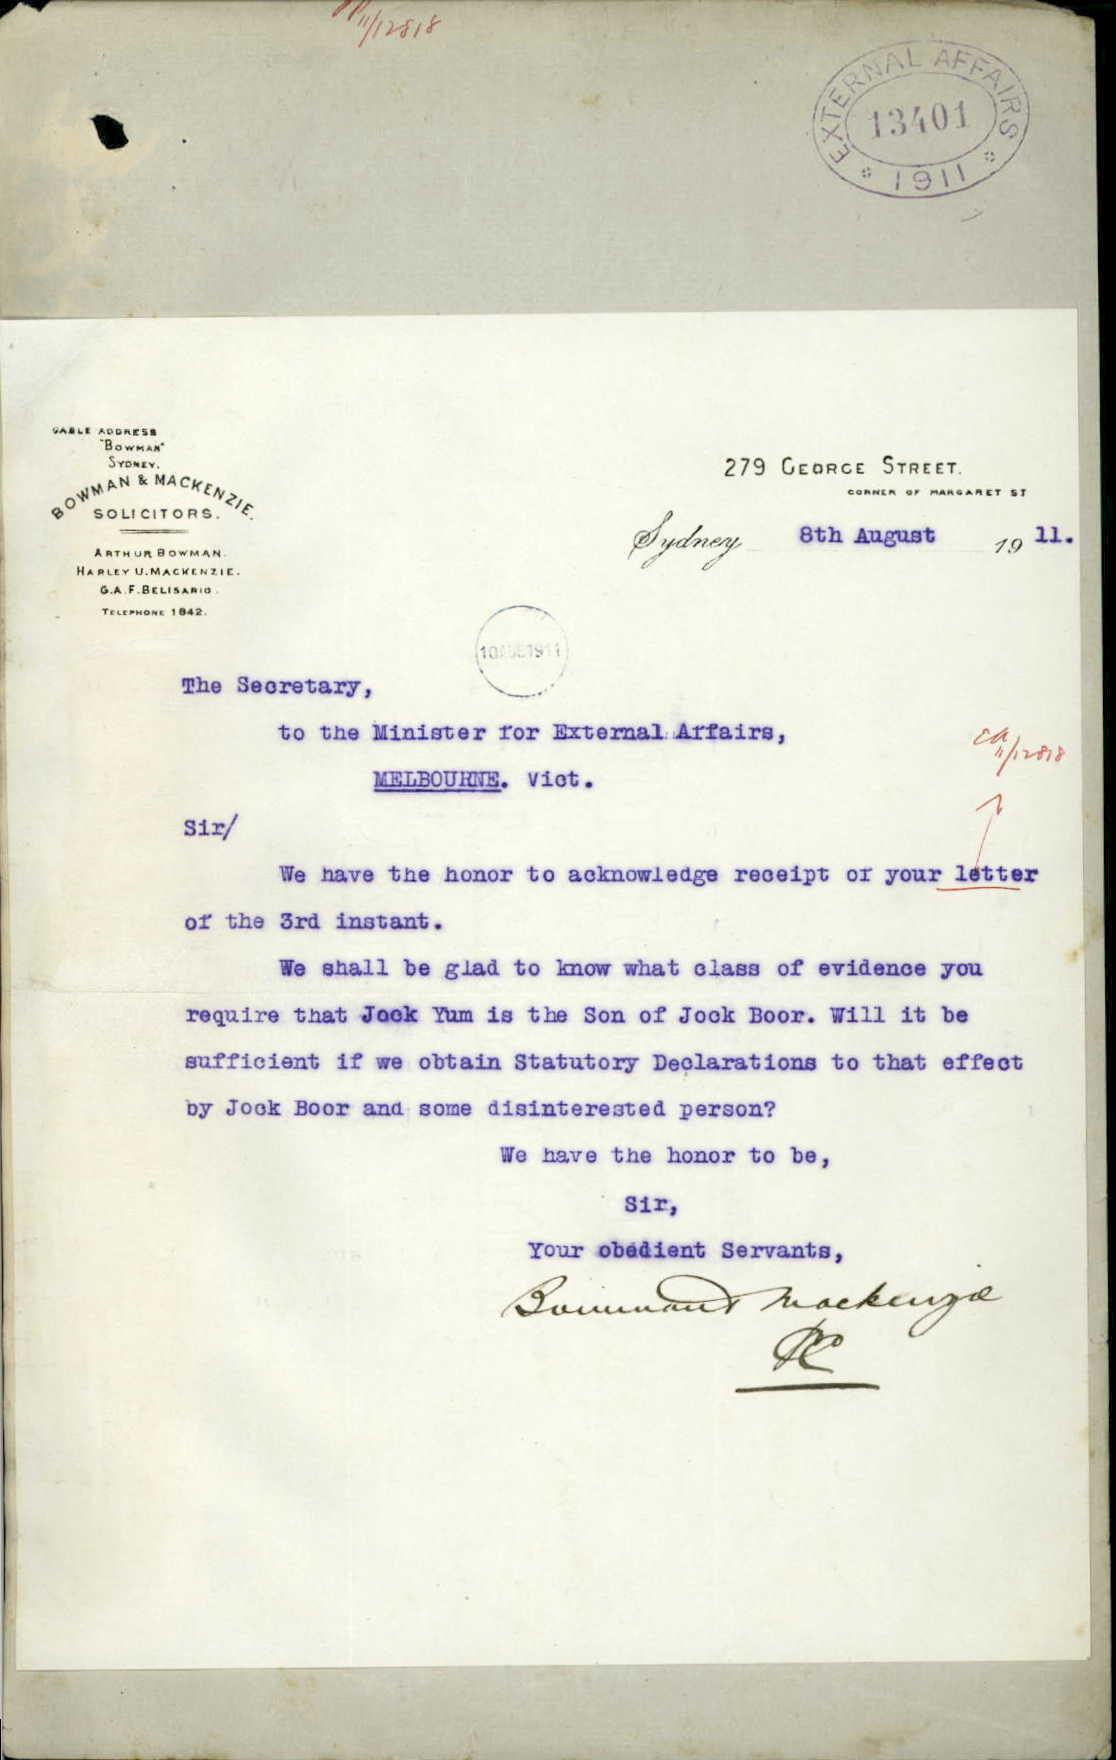 11/12818
EXTERNAL AFFAIRS
13401
1911
CABLE ADDRESS
"BOWMAN"
SYDNEY.
BOWMAN & MACKENZIE.
SOLICITORS.
ARTHUR BOWMAN.
HARLEY U. MACKENZIE.
G.A.F. BELISARIO.
TELEPHONE 1842.
279 GEORGE STREET.
CORNER OF MARGARET ST
Sydney 8th August 1911.
10 AUG 1911
The Secretary,
to the Minister for External Affairs,
MELBOURNE. Vict.
11/12818
Sir/
We have the honor to acknowledge receipt of your letter
of the 3rd instant.
We shall be glad to know what class of evidence you
require that Jock Yum is the Son of Jock Boor. Will it be
sufficient if we obtain Statutory Declarations to that effect
by Jock Boor and some disinterested person?
We have the honor to be,
Sir,
Your obedient Servants,
Bowman & Mackenzie